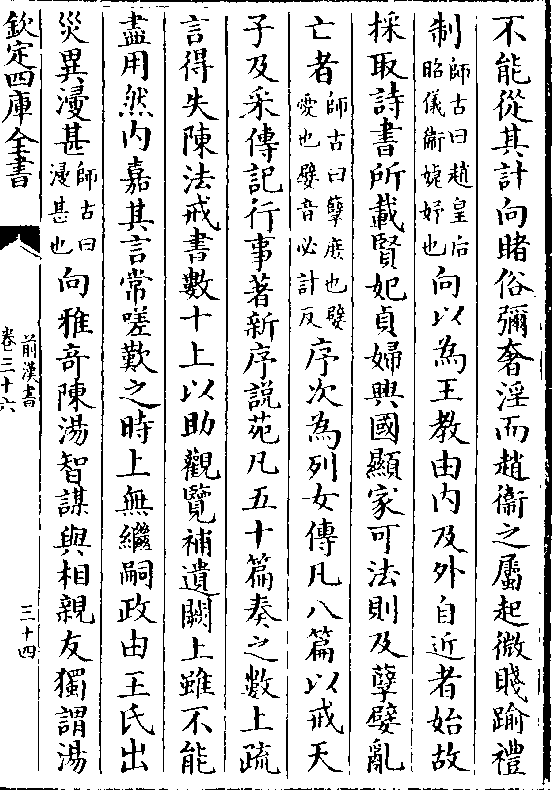 不能從其計向睹俗彌奢淫而趙衞之屬起微賤踰禮
制師古曰趙皇后昭儀衞婕妤也向以為王教由内及外自近者始故
採取詩書所載賢妃貞婦興國顯家可法則及孽嬖亂
亡者師古曰孽庶也嬖愛也嬖音必計反序次為列女傳凡八篇以戒天
子及采傳記行事著新序説苑凡五十篇奏之數上疏
言得失陳法戒書數十上以助觀覽補遺闕上雖不能
盡用然内嘉其言常嗟歎之時上無繼嗣政由王氏出
災異漫甚師古曰漫甚也向雅奇陳湯智謀與相親友獨謂湯
欽定四庫全書
前漢書
卷三十六
三十四